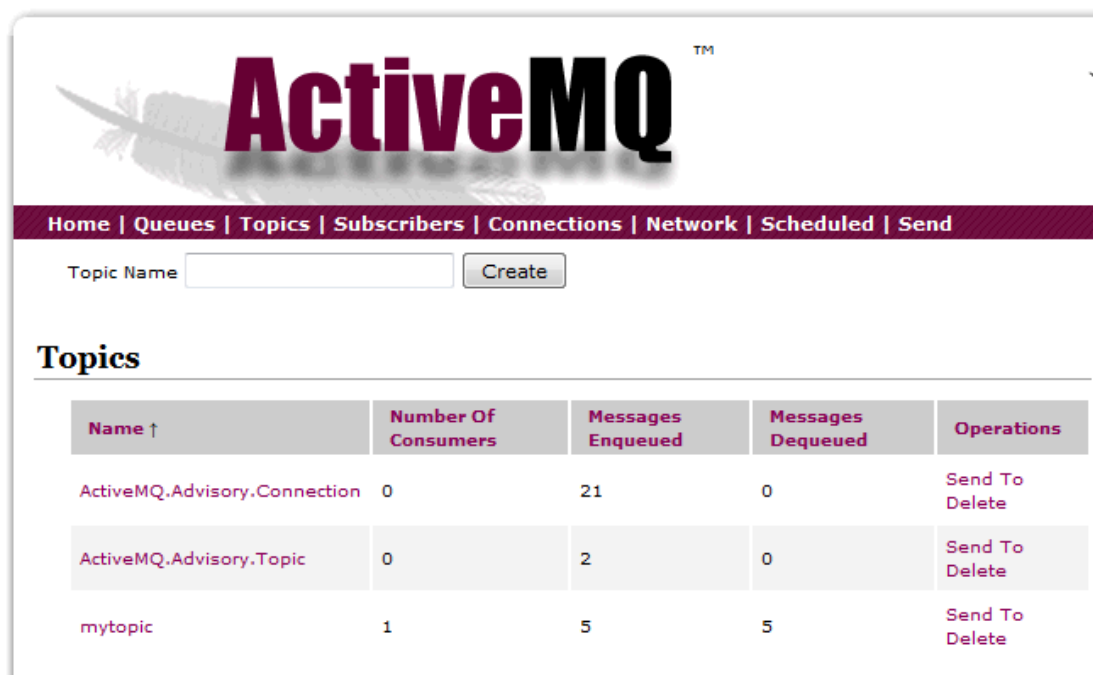 ActiveMQ ™
Home | Queues | Topics | Subscribers | Connections | Network | Scheduled | Send
Topic Name Create
Topics
Name ↑ Number Of Consumers Messages Enqueued Messages Dequeued Operations
ActiveMQ.Advisory.Connection 0 21 0 Send To
Delete
ActiveMQ.Advisory.Topic 0 2 0 Send To
Delete
mytopic 1 5 5 Send To
Delete